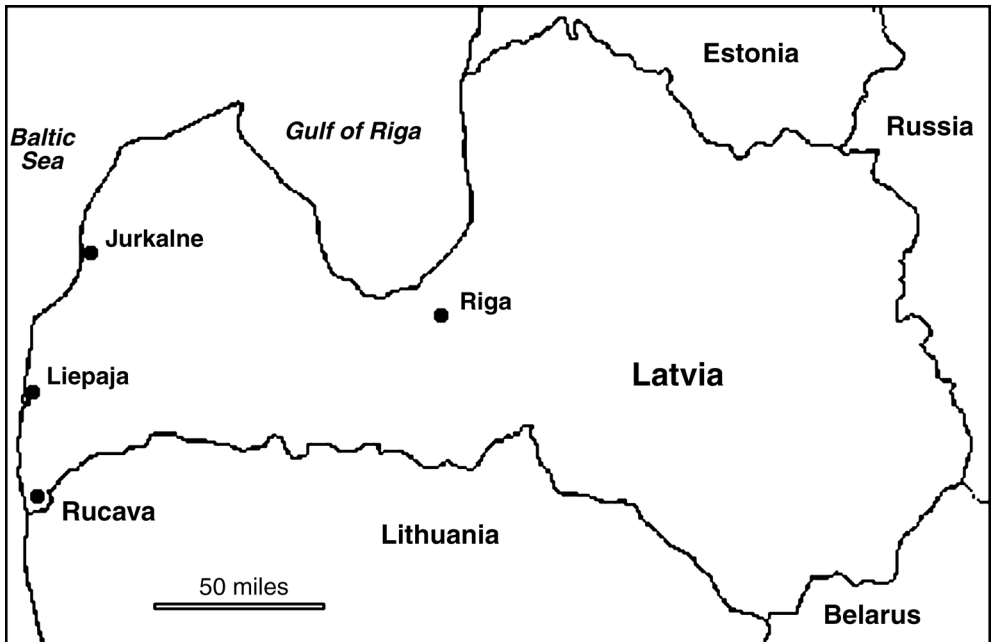 Estonia
Russia
Baltic
Sea
Gulf of Riga
Jurkalne
Riga
Liepaja
Latvia
Rucava
Lithuania
50 miles
Belarus